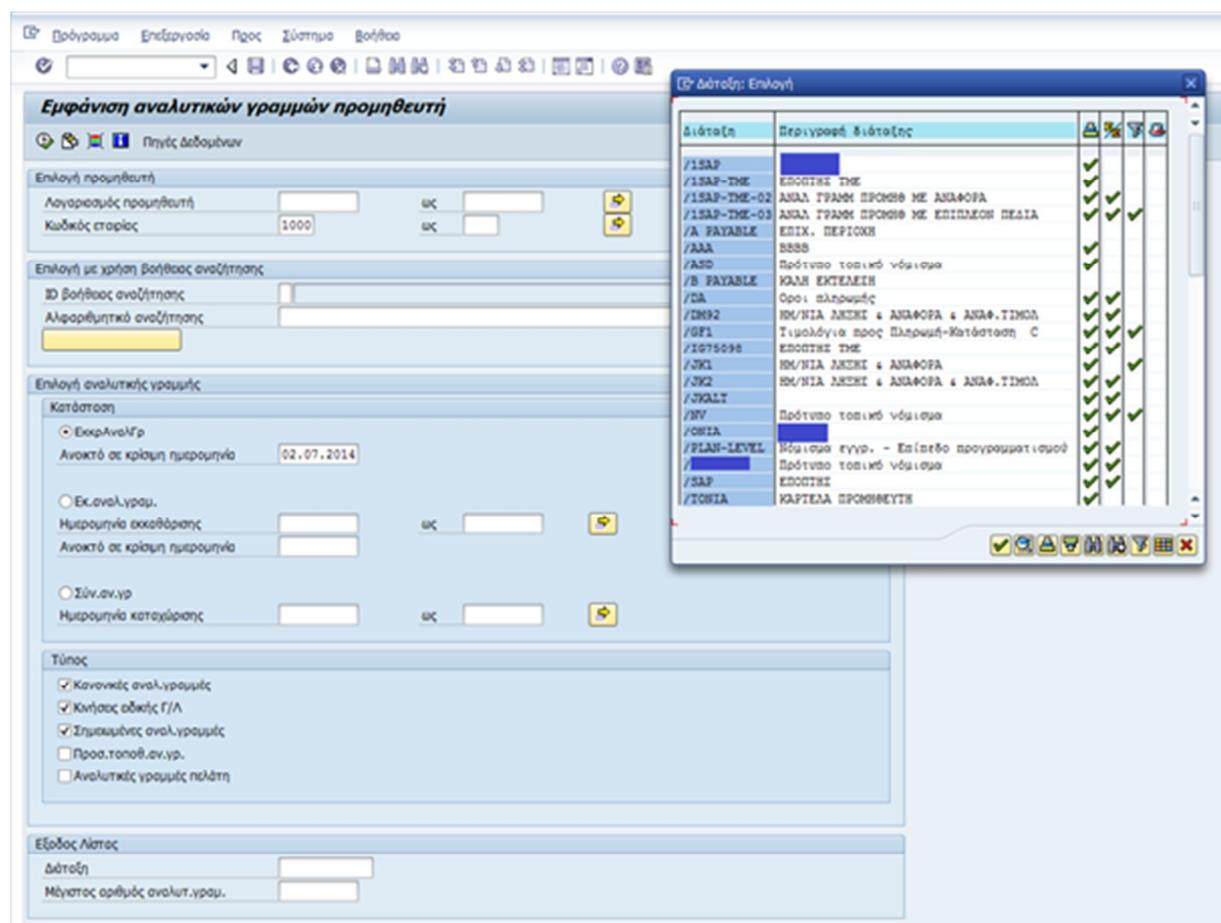 Πρόγραμμα Επεξεργασία Προς Σύστημα Βοήθεια
Εμφάνιση αναλυτικών γραμμών προμηθευτή
Πηγές Δεδομένων
Επιλογή προμηθευτή
Λογαριασμός προμηθευτή ως
Κωδικός εταιρίας 1000 ως
Επιλογή με χρήση βοήθειας αναζήτησης
ID βοήθειας αναζήτησης
Αλφαριθμητικό αναζήτησης
Επιλογή αναλυτικής γραμμής
Κατάσταση
ΕκκρΑναλΓρ
Ανοικτό σε κρίσιμη ημερομηνία 02.07.2014
Εκ.αναλ.γραμ.
Ημερομηνία εκκαθάρισης ως
Ανοικτό σε κρίσιμη ημερομηνία
Σύν.αν.γρ
Ημερομηνία καταχώρισης ως
Τύπος
Κανονικές αναλ.γραμμές
Κινήσεις ειδικής Γ/Λ
Σημειωμένες αναλ.γραμμές
Προσ.τοποθ.αν.γρ.
Αναλυτικές γραμμές πελάτη
Εξοδος Λίστας
Διάταξη
Μέγιστος αριθμός αναλυτ.γραμ.
Διάταξη: Επιλογή
Διάταξη Περιγραφή διάταξης
/1SAP
/1SAP-TME ΕΠΟΠΤΗΣ ΤΜΕ
/1SAP-TME-02 ΑΝΑΛ ΓΡΑΜΜ ΠΡΟΜΗΘ ΜΕ ΑΝΑΦΟΡΑ
/1SAP-TME-03 ΑΝΑΛ ΓΡΑΜΜ ΠΡΟΜΗΘ ΜΕ ΕΠΙΠΛΕΟΝ ΠΕΔΙΑ
/A PAYABLE ΕΠΙΧ. ΠΕΡΙΟΧΗ
/AAA BBBB
/ASD Πρότυπο τοπικό νόμισμα
/B PAYABLE ΚΑΛΗ ΕΚΤΕΛΕΣΗ
/DA Οροι πληρωμής
/DM92 ΗΜ/ΝΙΑ ΛΗΞΗΣ & ΑΝΑΦΟΡΑ & ΑΝΑΦ.ΤΙΜΟΛ
/GF1 Τιμολόγια προς Πληρωμή-Κατάσταση C
/IG75098 ΕΠΟΠΤΗΣ ΤΜΕ
/JK1 ΗΜ/ΝΙΑ ΛΗΞΗΣ & ΑΝΑΦΟΡΑ
/JK2 ΗΜ/ΝΙΑ ΛΗΞΗΣ & ΑΝΑΦΟΡΑ & ΑΝΑΦ.ΤΙΜΟΛ
/JKALT
/NV Πρότυπο τοπικό νόμισμα
/ONIA
/PLAN-LEVEL Νόμισμα εγγρ. - Επίπεδο προγραμματισμού
/ Πρότυπο τοπικό νόμισμα
/SAP ΕΠΟΠΤΗΣ
/TONIA ΚΑΡΤΕΛΑ ΠΡΟΜΗΘΕΥΤΗ